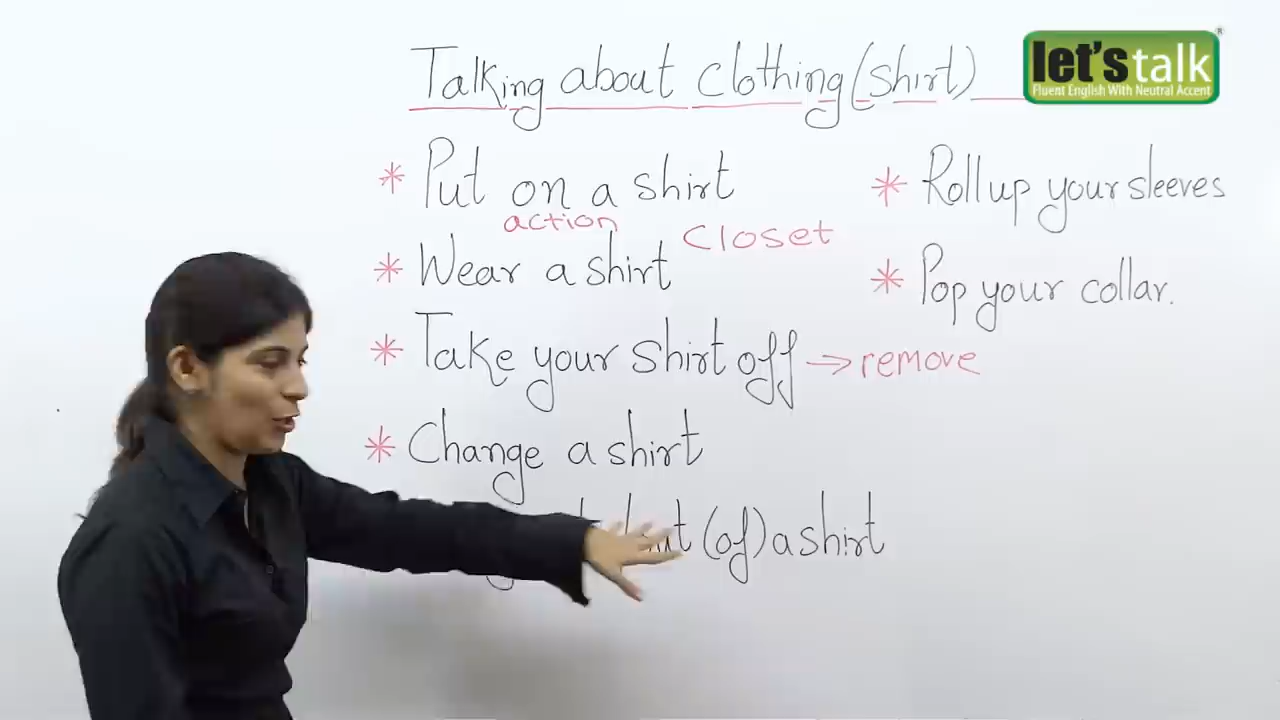 Talking about clothing (shirt)
let's talk
Fluent English With Neutral Accent
®
* Put on a shirt
action
closet
* Wear a shirt
* Take your shirt off → remove
* Change a shirt
(of) a shirt
* Roll up your sleeves
* Pop your collar.